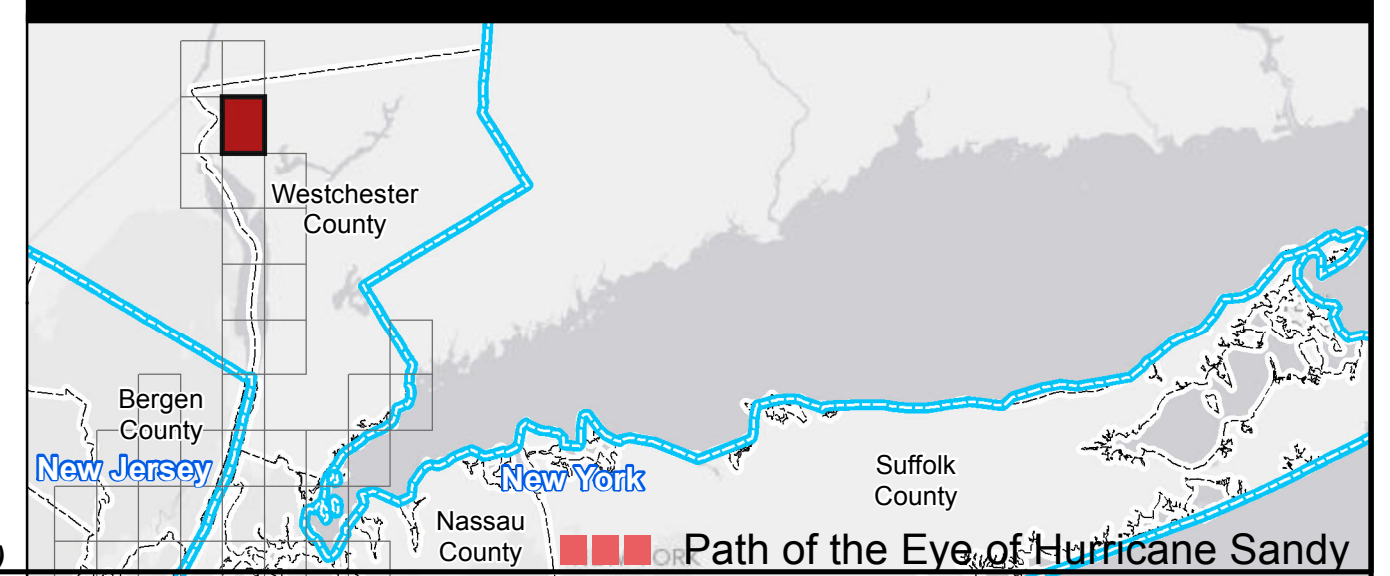 Westchester
County
Bergen
County
New Jersey
New York
Suffolk
County
Nassau
County
Path of the Eye of Hurricane Sandy